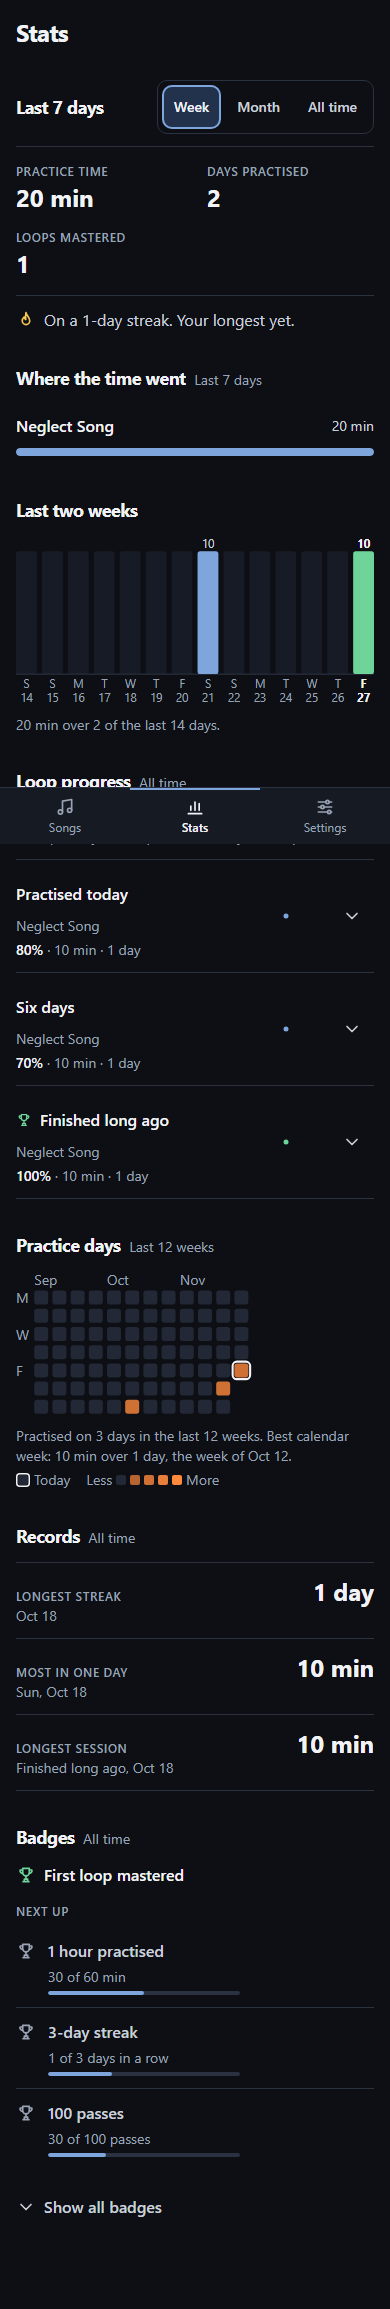 Stats
Last 7 days
Week Month All time
PRACTICE TIME DAYS PRACTISED
20 min 2
LOOPS MASTERED
1
On a 1-day streak. Your longest yet.
Where the time went Last 7 days
Neglect Song 20 min
Last two weeks
10 10
S S M T W T F S S M T W T F
14 15 16 17 18 19 20 21 22 23 24 25 26 27
20 min over 2 of the last 14 days.
Loop progress All time
Songs Stats Settings
Practised today
Neglect Song
80% · 10 min · 1 day
Six days
Neglect Song
70% · 10 min · 1 day
Finished long ago
Neglect Song
100% · 10 min · 1 day
Practice days Last 12 weeks
Sep Oct Nov
M
W
F
Practised on 3 days in the last 12 weeks. Best calendar
week: 10 min over 1 day, the week of Oct 12.
Today Less More
Records All time
LONGEST STREAK 1 day
Oct 18
MOST IN ONE DAY 10 min
Sun, Oct 18
LONGEST SESSION 10 min
Finished long ago, Oct 18
Badges All time
First loop mastered
NEXT UP
1 hour practised
30 of 60 min
3-day streak
1 of 3 days in a row
100 passes
30 of 100 passes
Show all badges